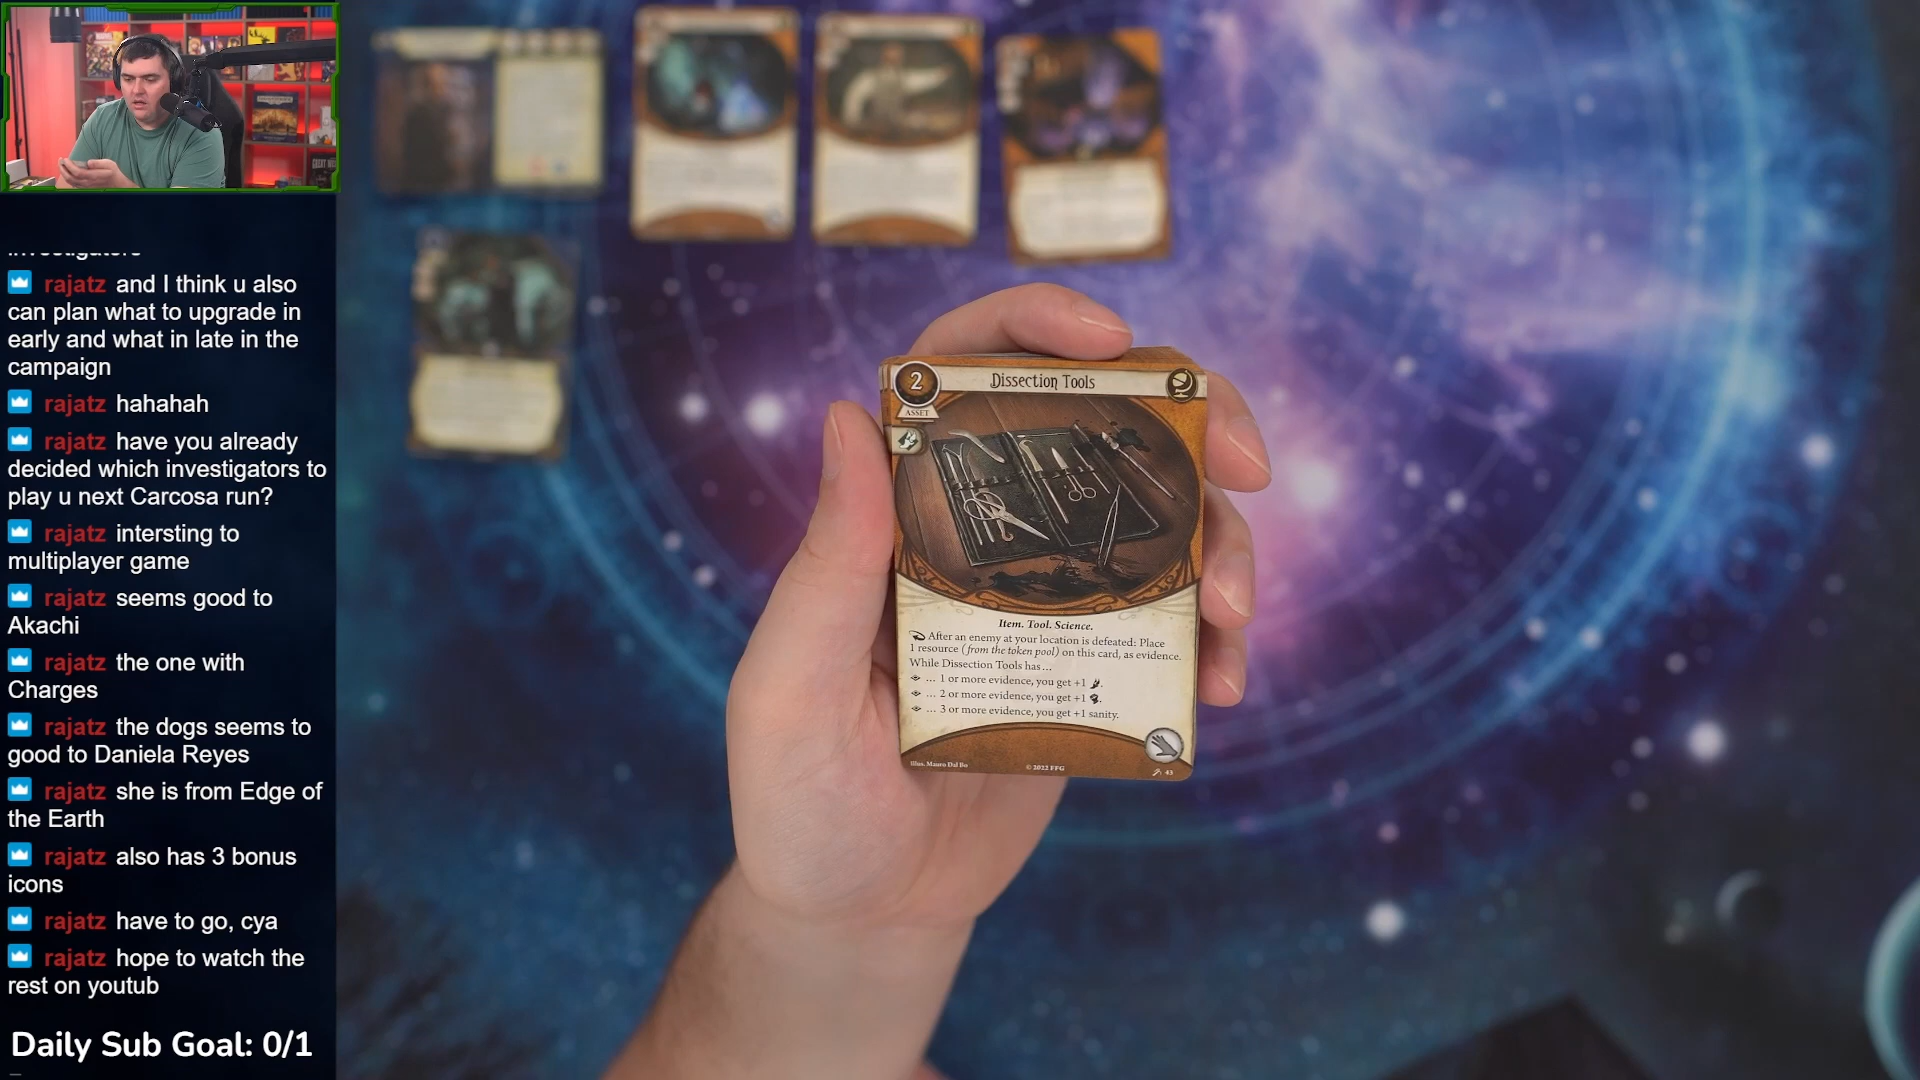 rajatz and I think u also
can plan what to upgrade in
early and what in late in the
campaign
rajatz hahahah
rajatz have you already
decided which investigators to
play u next Carcosa run?
rajatz intersting to
multiplayer game
rajatz seems good to
Akachi
rajatz the one with
Charges
rajatz the dogs seems to
good to Daniela Reyes
rajatz she is from Edge of
the Earth
rajatz also has 3 bonus
icons
rajatz have to go, cya
rajatz hope to watch the
rest on youtub
Daily Sub Goal: 0/1
2
ASSET
Dissection Tools
Item. Tool. Science.
After an enemy at your location is defeated: Place
1 resource (from the token pool) on this card, as evidence.
While Dissection Tools has...
... 1 or more evidence, you get +1
... 2 or more evidence, you get +1
... 3 or more evidence, you get +1 sanity.
Illus. Mauro Dal Bo
© 2022 FFG
43